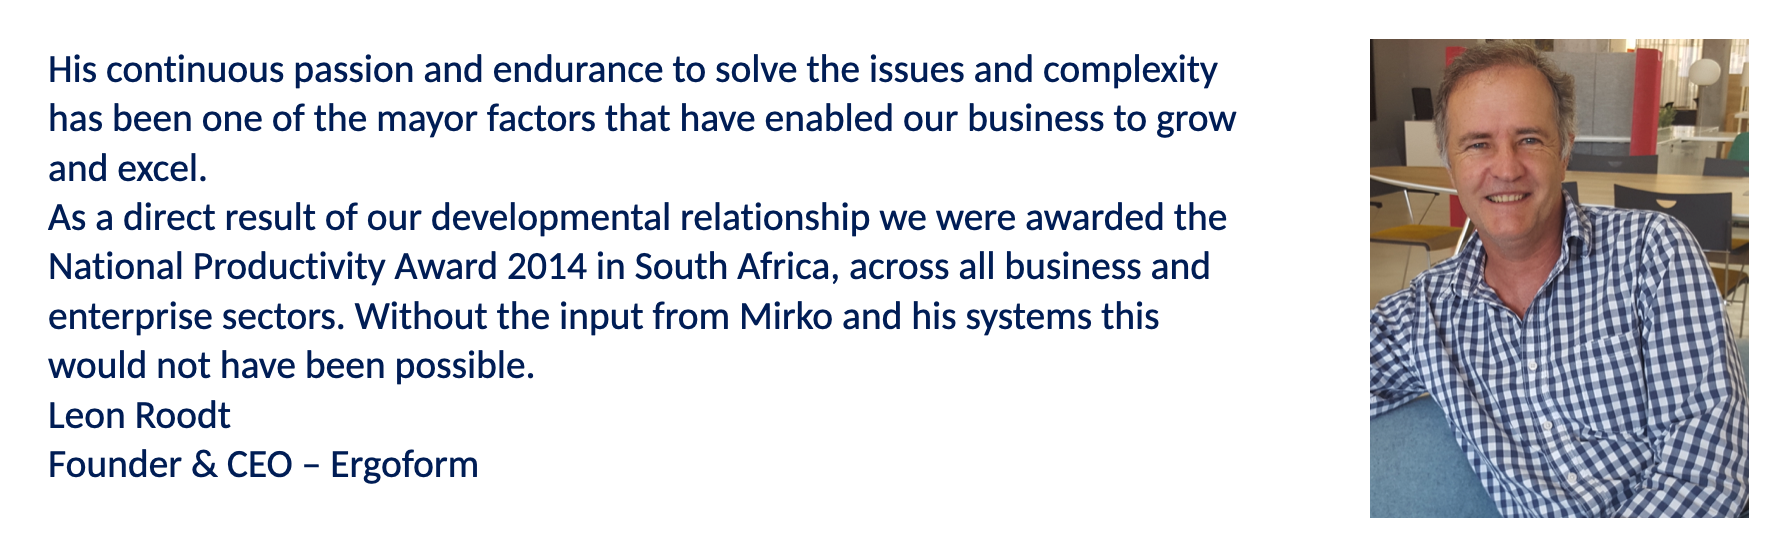 His continuous passion and endurance to solve the issues and complexity
has been one of the mayor factors that have enabled our business to grow
and excel.
As a direct result of our developmental relationship we were awarded the
National Productivity Award 2014 in South Africa, across all business and
enterprise sectors. Without the input from Mirko and his systems this
would not have been possible.
Leon Roodt
Founder & CEO – Ergoform